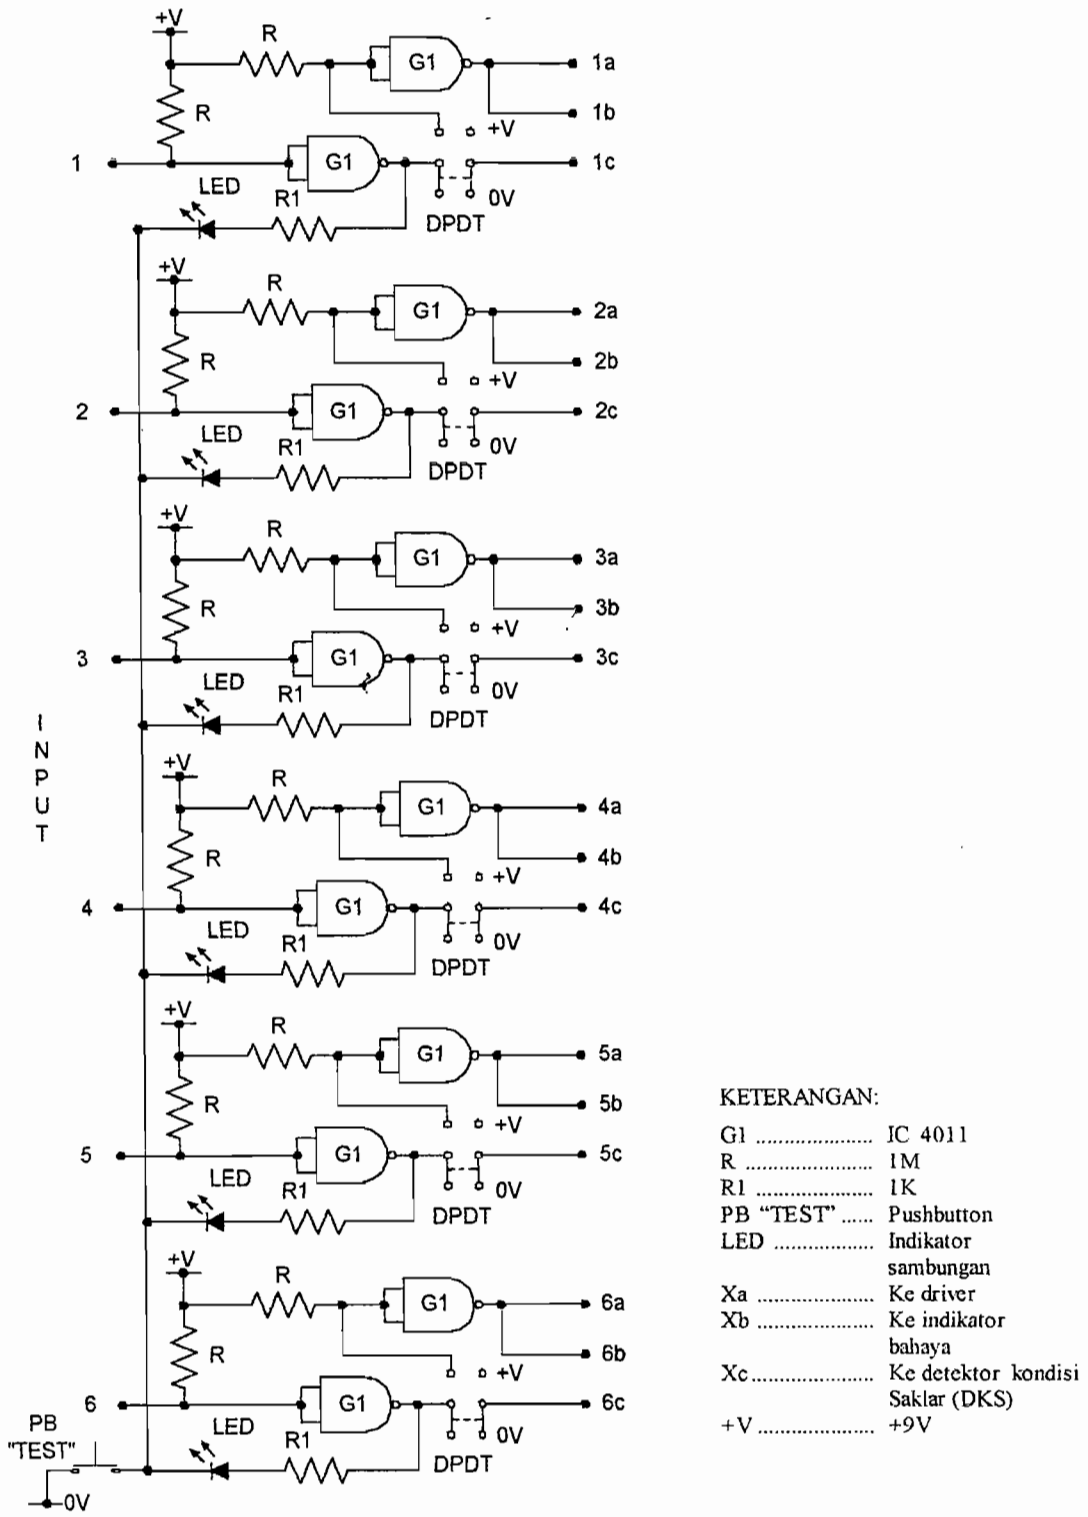 +V
R
G1
1a
R
1b
+V
1
G1
1c
LED
R1
0V
DPDT
+V
R
G1
2a
R
2b
+V
2
G1
2c
LED
R1
0V
DPDT
+V
R
G1
3a
R
3b
+V
3
G1
3c
LED
R1
0V
DPDT
INPUT
+V
R
G1
4a
R
4b
+V
4
G1
4c
LED
R1
0V
DPDT
+V
R
G1
5a
R
5b
+V
5
G1
5c
LED
R1
0V
DPDT
+V
R
G1
6a
R
6b
+V
6
G1
6c
LED
R1
0V
DPDT
PB
"TEST"
0V
KETERANGAN:
G1 ..................... IC 4011
R ....................... 1M
R1 ...................... 1K
PB “TEST” ...... Pushbutton
LED .................. Indikator
sambungan
Xa ..................... Ke driver
Xb ..................... Ke indikator
bahaya
Xc...................... Ke detektor kondisi
Saklar (DKS)
+V ..................... +9V